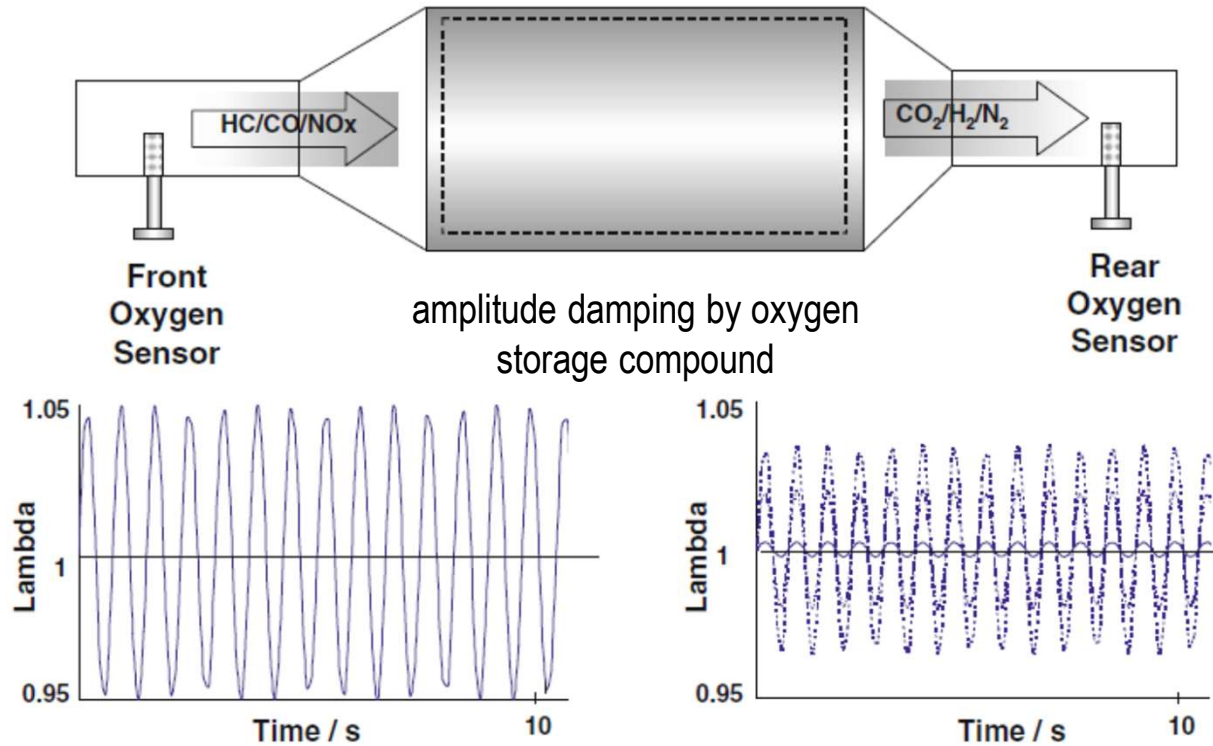 HC/CO/NOx
CO₂/H₂/N₂
Front
Oxygen
Sensor
amplitude damping by oxygen
storage compound
Rear
Oxygen
Sensor
1.05
Lambda
1
0.95
Time / s
10
1.05
Lambda
1
0.95
Time / s
10